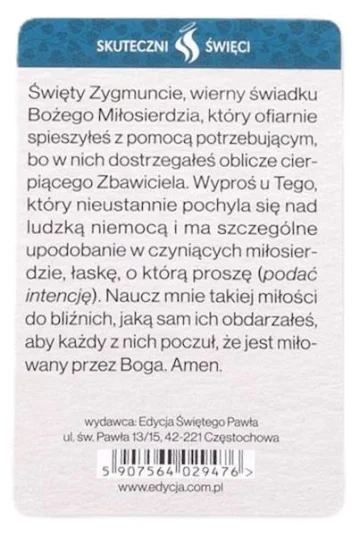 SKUTECZNI ŚWIĘCI
Święty Zygmuncie, wierny świadku
Bożego Miłosierdzia, który ofiarnie
spieszyłeś z pomocą potrzebującym,
bo w nich dostrzegałeś oblicze cier-
piącego Zbawiciela. Wyproś u Tego,
który nieustannie pochyla się nad
ludzką niemocą i ma szczególne
upodobanie w czyniących miłosier-
dzie, łaskę, o którą proszę (podać
intencję). Naucz mnie takiej miłości
do bliźnich, jaką sam ich obdarzałeś,
aby każdy z nich poczuł, że jest miło-
wany przez Boga. Amen.
wydawca: Edycja Świętego Pawła
ul. św. Pawła 13/15, 42-221 Częstochowa
5 907564 029476 >
www.edycja.com.pl